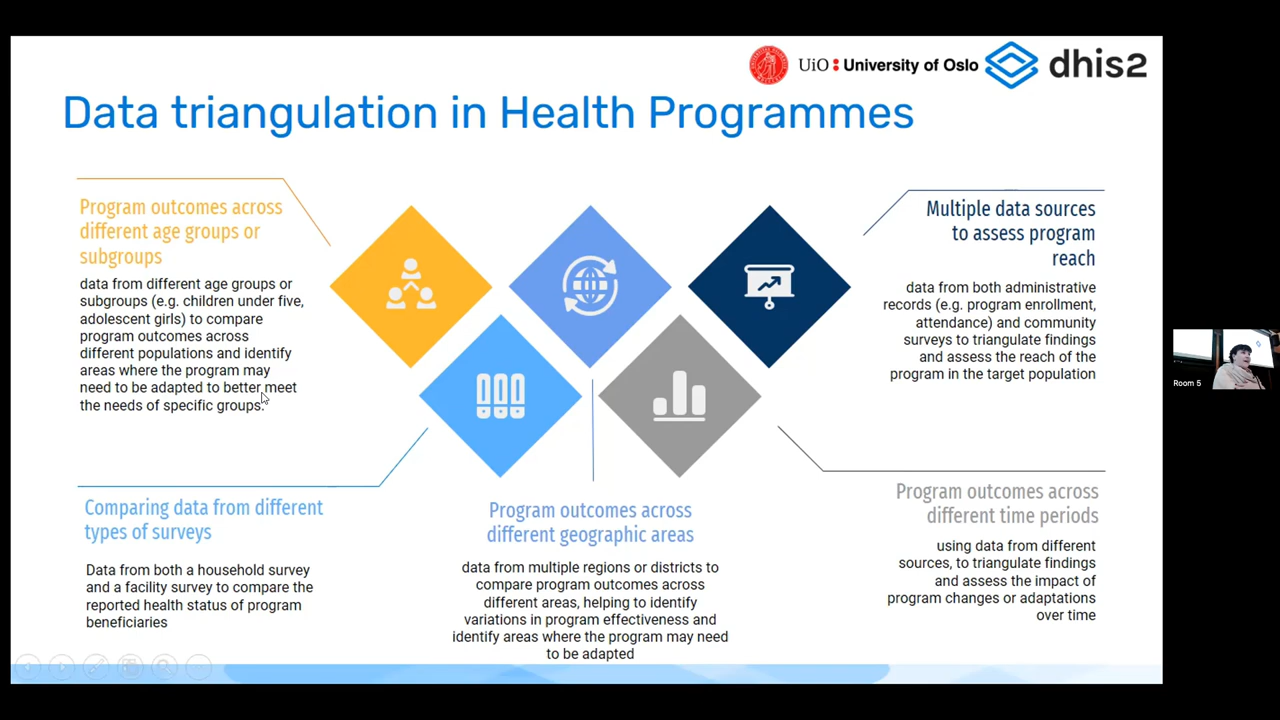 UiO : University of Oslo
dhis2
Data triangulation in Health Programmes
Program outcomes across
different age groups or
subgroups
data from different age groups or
subgroups (e.g. children under five,
adolescent girls) to compare
program outcomes across
different populations and identify
areas where the program may
need to be adapted to better meet
the needs of specific groups.
Multiple data sources
to assess program
reach
data from both administrative
records (e.g. program enrollment,
attendance) and community
surveys to triangulate findings
and assess the reach of the
program in the target population
Comparing data from different
types of surveys
Data from both a household survey
and a facility survey to compare the
reported health status of program
beneficiaries
Program outcomes across
different geographic areas
data from multiple regions or districts to
compare program outcomes across
different areas, helping to identify
variations in program effectiveness and
identify areas where the program may need
to be adapted
Program outcomes across
different time periods
using data from different
sources, to triangulate findings
and assess the impact of
program changes or adaptations
over time
Room 5